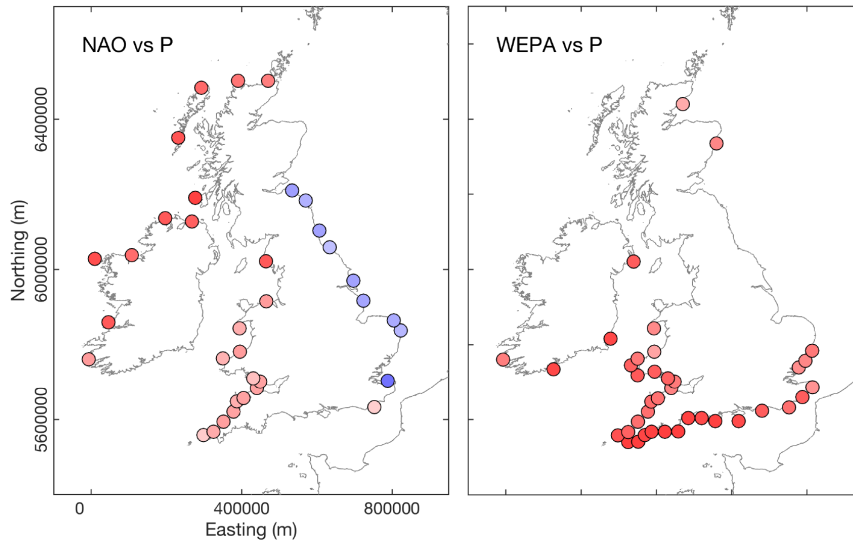 NAO vs P
WEPA vs P
6400000
6000000
5600000
Northing (m)
0
400000
800000
Easting (m)